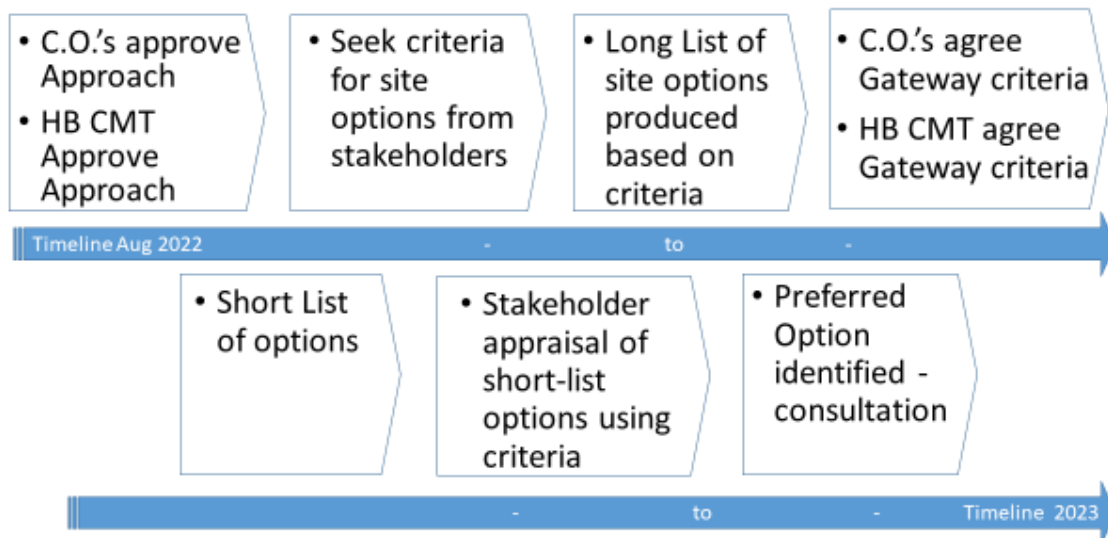 • C.O.'s approve
Approach
• HB CMT
Approve
Approach
• Seek criteria
for site
options from
stakeholders
• Long List of
site options
produced
based on
criteria
• C.O.'s agree
Gateway criteria
• HB CMT agree
Gateway criteria
Timeline Aug 2022 - to -
• Short List
of options
• Stakeholder
appraisal of
short-list
options using
criteria
• Preferred
Option
identified -
consultation
- to - Timeline 2023